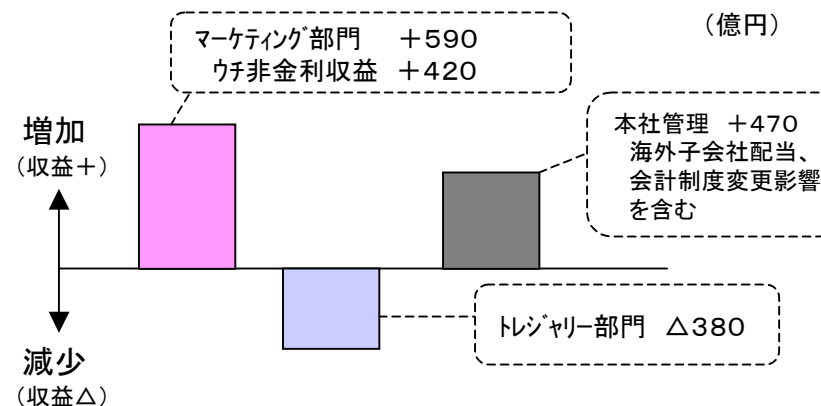 （億円）
マーケティング部門　＋590
ウチ非金利収益　＋420
増加
（収益＋）
本社管理　＋470
海外子会社配当、
会計制度変更影響
を含む
トレジャリー部門　△380
減少
（収益△）